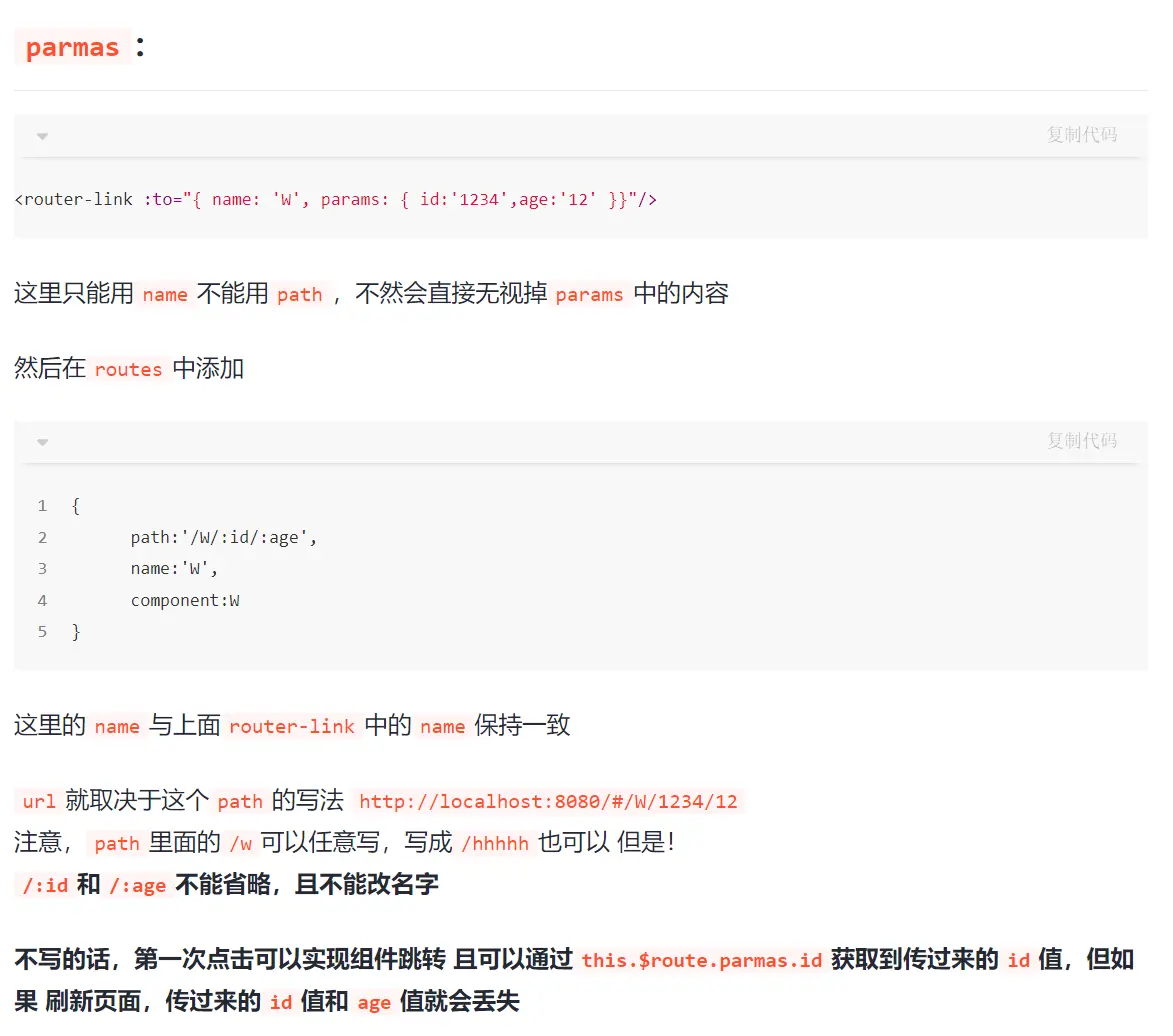 parmas：
复制代码
<router-link :to="{ name: 'W', params: { id:'1234',age:'12' }}"/>
这里只能用 name 不能用 path ，不然会直接无视掉 params 中的内容
然后在 routes 中添加
复制代码
1 {
2 path:'/W/:id/:age',
3 name:'W',
4 component:W
5 }
这里的 name 与上面 router-link 中的 name 保持一致
url 就取决于这个 path 的写法 http://localhost:8080/#/W/1234/12
注意， path 里面的 /w 可以任意写，写成 /hhhhh 也可以 但是！
/:id 和 /:age 不能省略，且不能改名字
不写的话，第一次点击可以实现组件跳转 且可以通过 this.$route.parmas.id 获取到传过来的 id 值，但如
果 刷新页面，传过来的 id 值和 age 值就会丢失